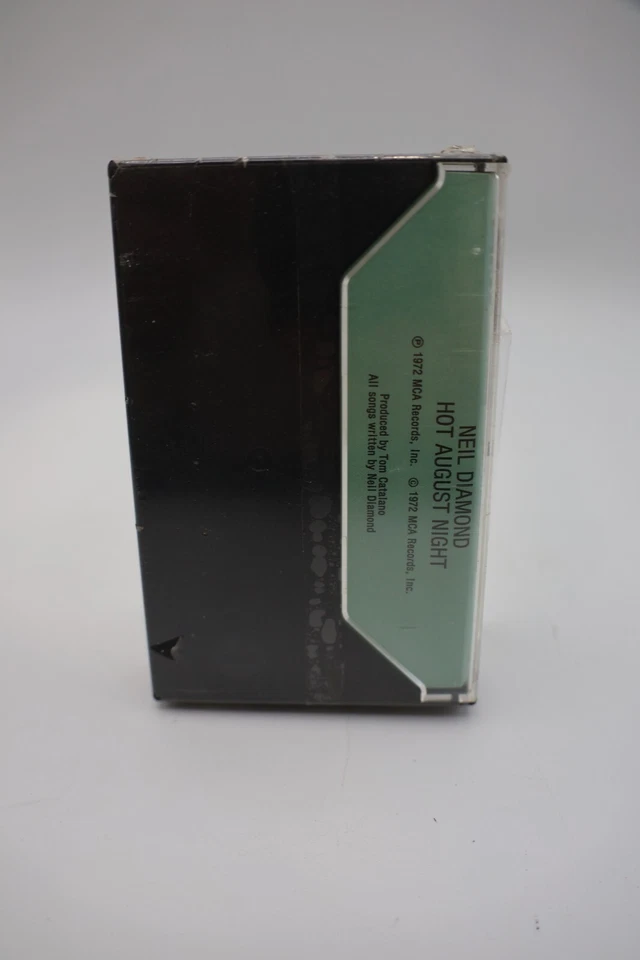 NEIL DIAMOND
HOT AUGUST NIGHT
℗ 1972 MCA Records, Inc. © 1972 MCA Records, Inc.
Produced by Tom Catalano
All songs written by Neil Diamond